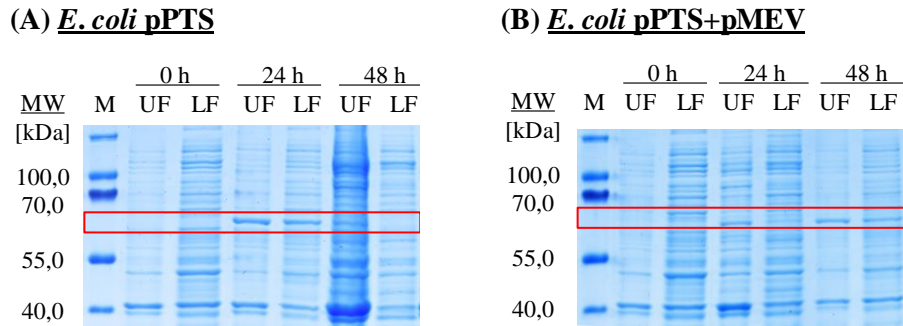 (A) E. coli pPTS
0 h 24 h 48 h
MW M UF LF UF LF UF LF
[kDa]
100,0
70,0
55,0
40,0
(B) E. coli pPTS+pMEV
0 h 24 h 48 h
MW M UF LF UF LF UF LF
[kDa]
100,0
70,0
55,0
40,0